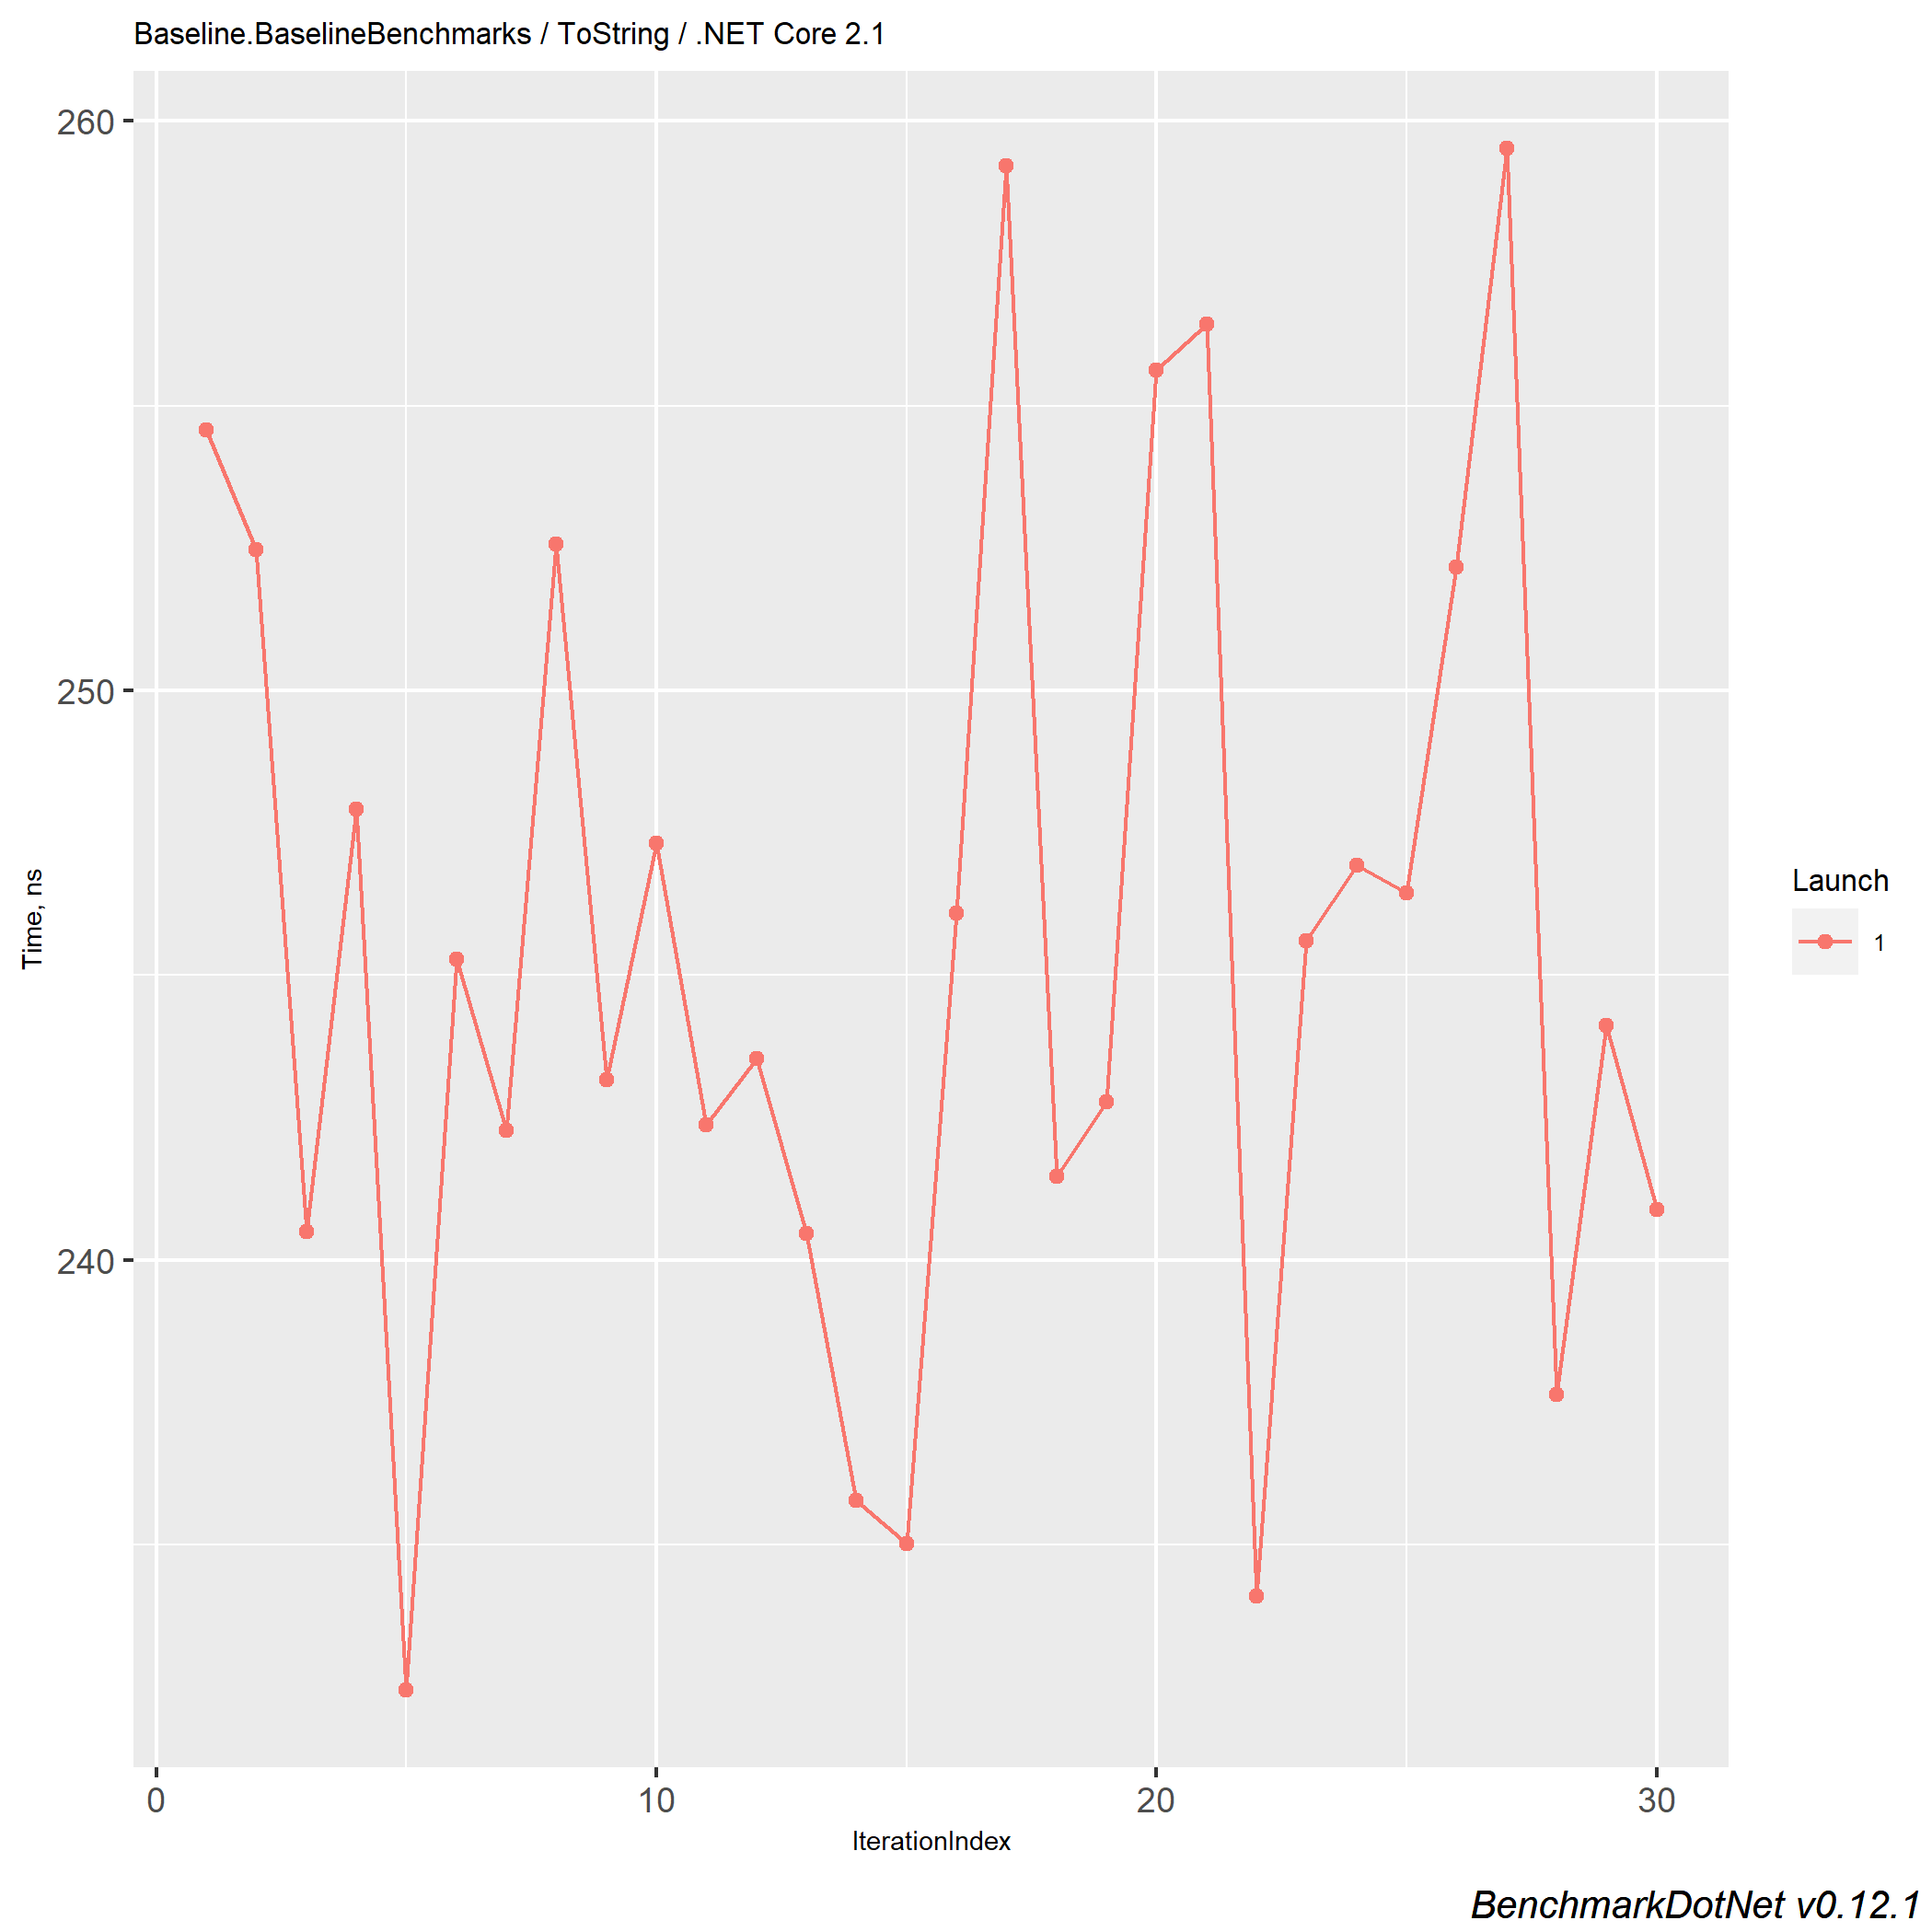 Baseline.BaselineBenchmarks / ToString / .NET Core 2.1
260
250
240
Time, ns
0 10 20 30
IterationIndex
Launch
1
BenchmarkDotNet v0.12.1